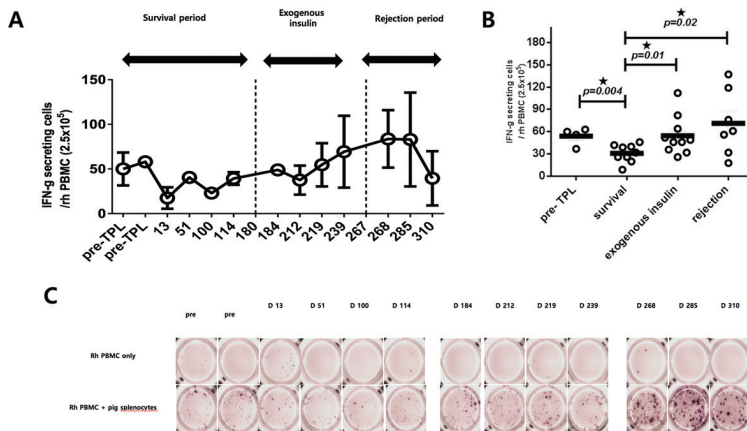 A
Survival period
Exogenous
insulin
Rejection period
IFN-g secreting cells
/rh PBMC (2.5x10⁵)
150
100
50
0
pre-TPL
pre-TPL
13
51
100
114
180
184
212
219
239
267
268
285
310
B
★
p=0.02
★
p=0.01
★
p=0.004
IFN-g secreting cells
/ rh PBMC (2.5x10⁵)
180
150
120
90
60
30
0
pre- TPL
survival
exogenous insulin
rejection
C
pre
pre
D 13
D 51
D 100
D 114
D 184
D 212
D 219
D 239
D 268
D 285
D 310
Rh PBMC only
Rh PBMC + pig splenocytes